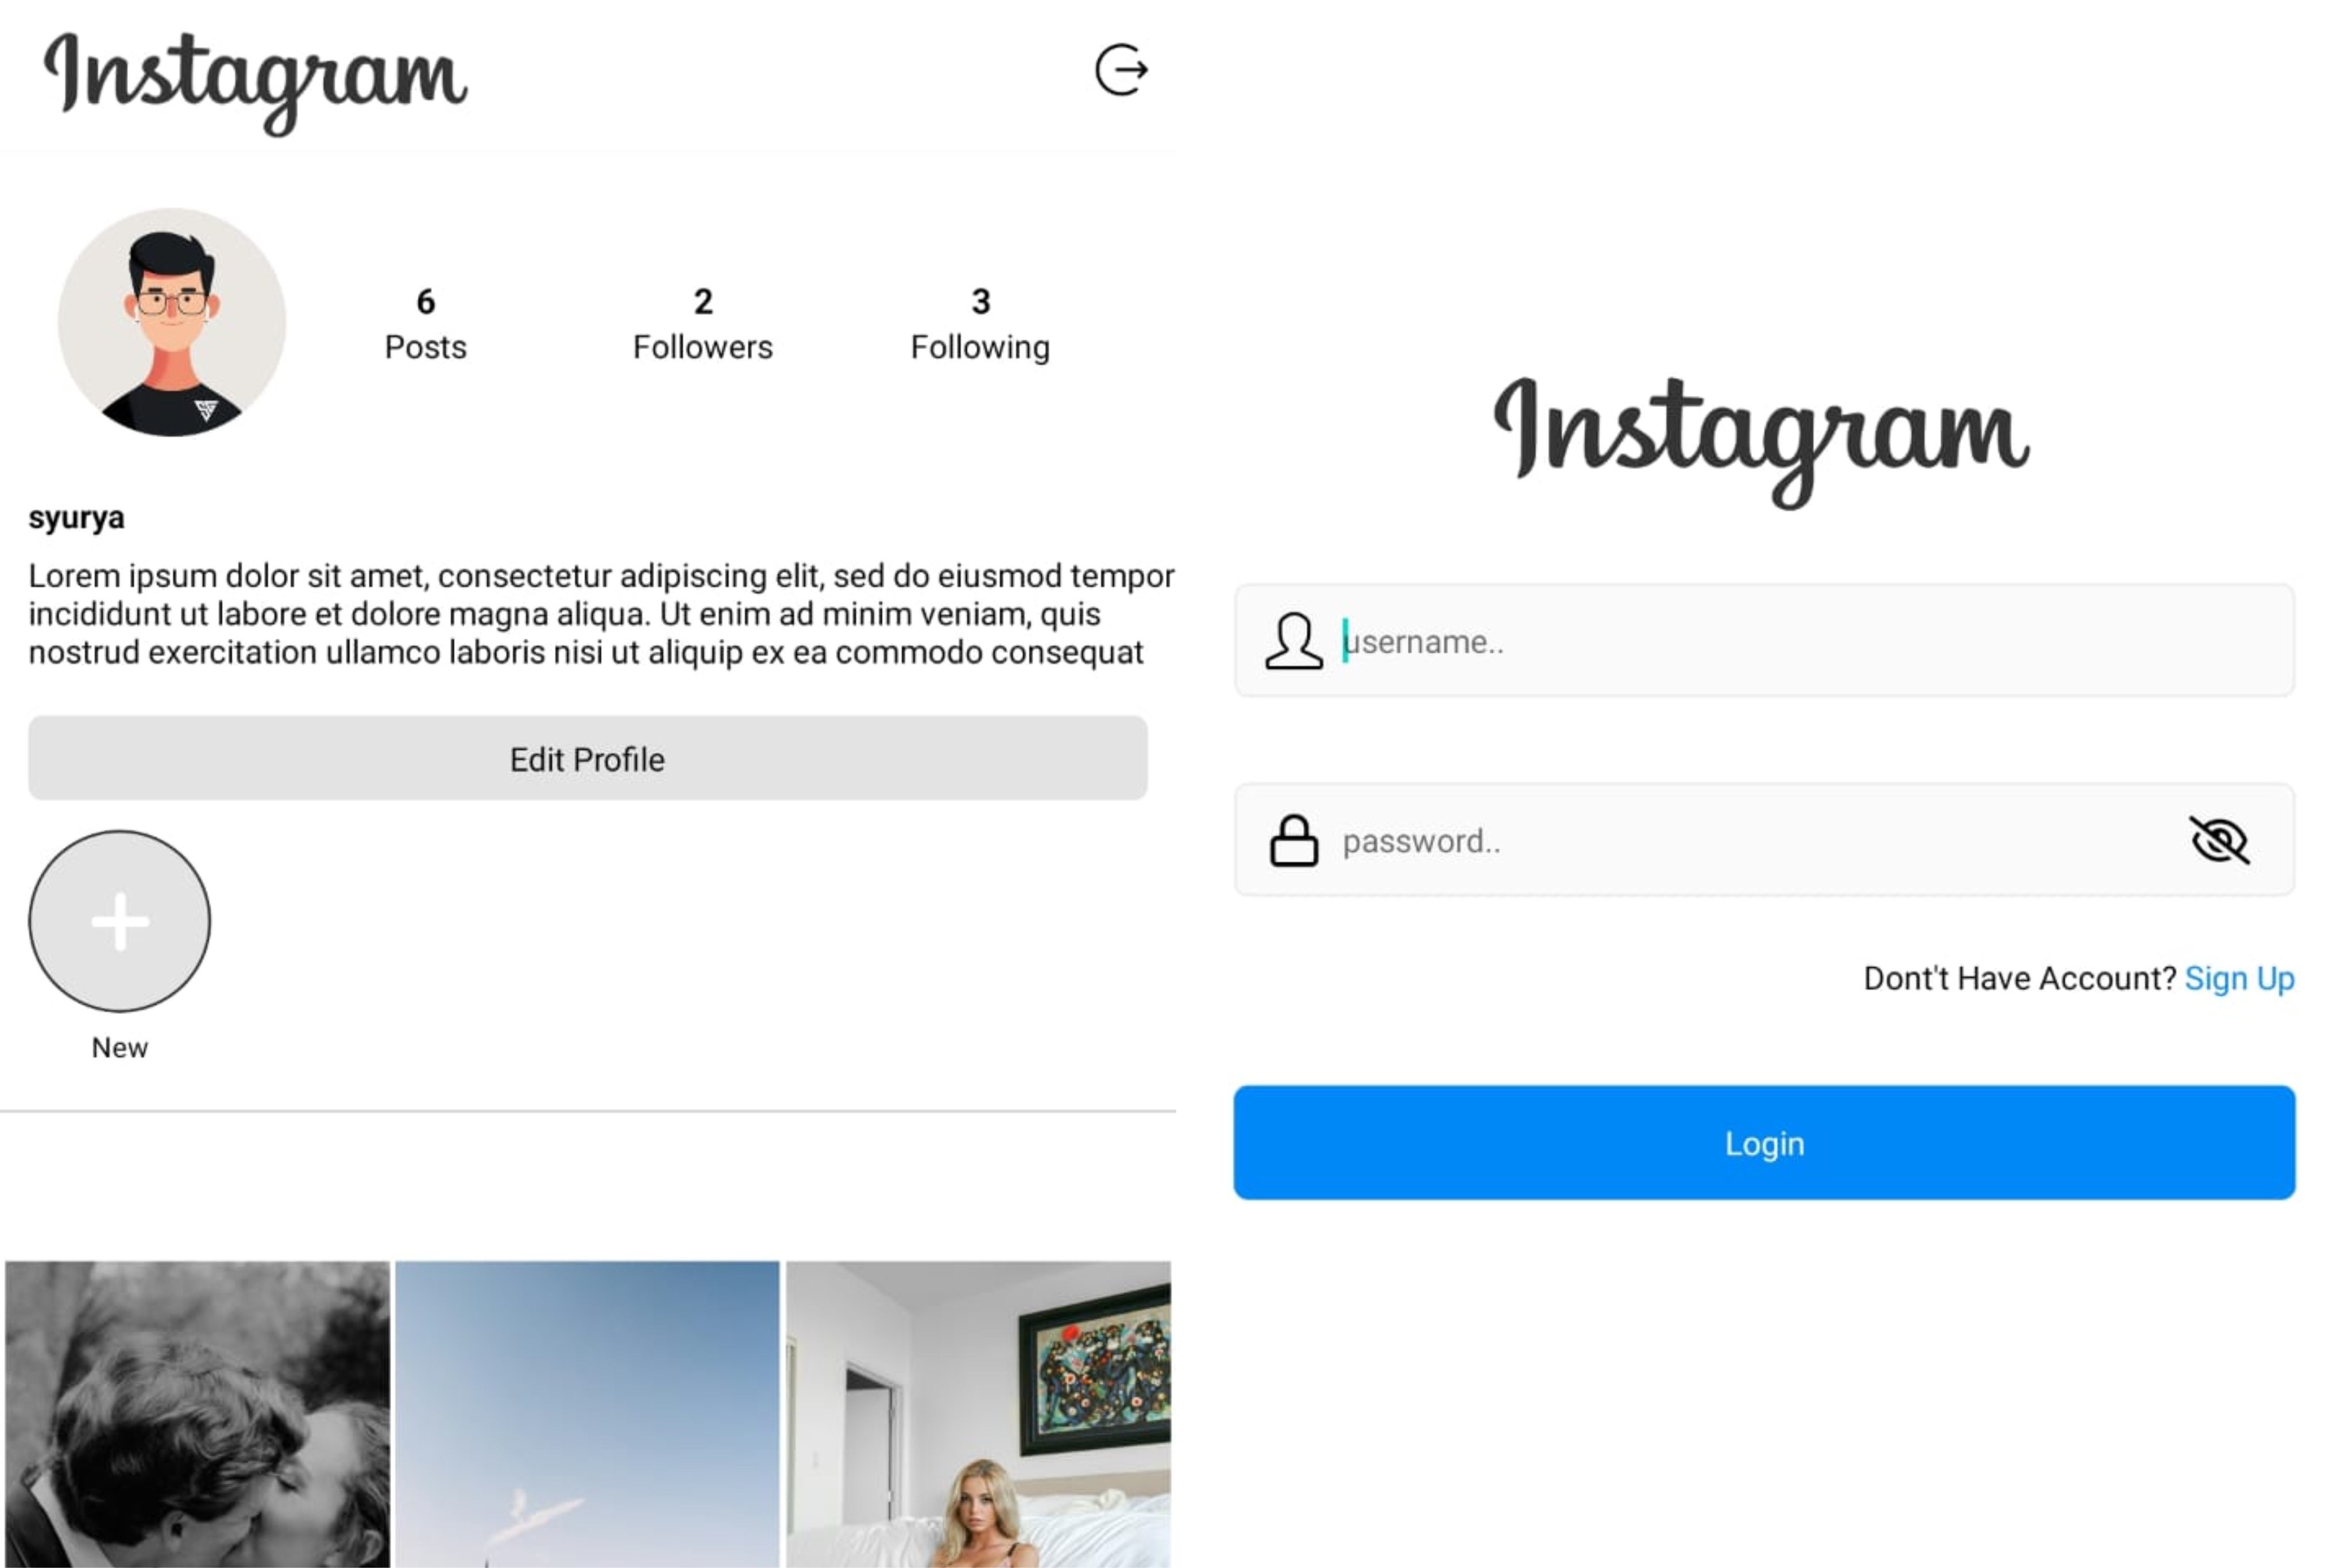 Instagram
6
Posts
2
Followers
3
Following
syurya
Lorem ipsum dolor sit amet, consectetur adipiscing elit, sed do eiusmod tempor
incididunt ut labore et dolore magna aliqua. Ut enim ad minim veniam, quis
nostrud exercitation ullamco laboris nisi ut aliquip ex ea commodo consequat
Edit Profile
New
Instagram
username..
password..
Dont't Have Account? Sign Up
Login